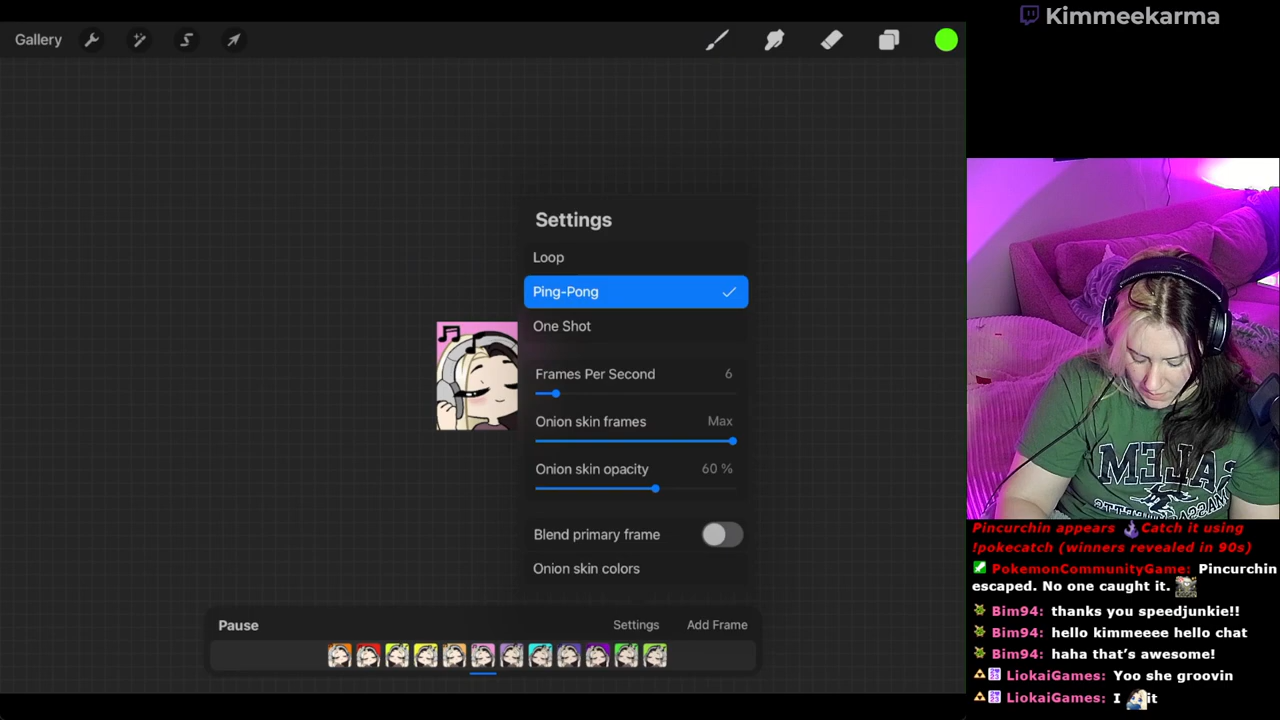 Kimmeekarma
Gallery
Settings
Loop
Ping-Pong
One Shot
Frames Per Second 6
Onion skin frames Max
Onion skin opacity 60 %
Blend primary frame
Onion skin colors
Pause Settings Add Frame
SALEM
MASSACHUSETTS
Pincurchin appears Catch it using
!pokecatch (winners revealed in 90s)
PokemonCommunityGame: Pincurchin
escaped. No one caught it.
Bim94: thanks you speedjunkie!!
Bim94: hello kimmeeee hello chat
Bim94: haha that's awesome!
LiokaiGames: Yoo she groovin
LiokaiGames: I it